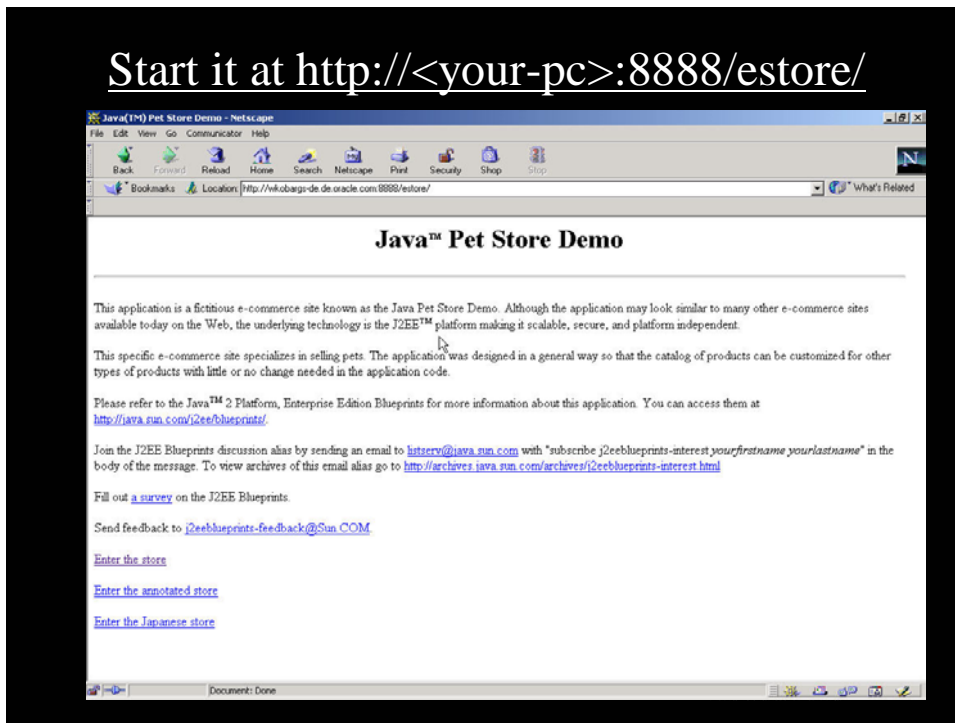 Start it at http://<your-pc>:8888/estore/
Java(TM) Pet Store Demo - Netscape
File Edit View Go Communicator Help
Back Forward Reload Home Search Netscape Print Security Shop Stop
N
Bookmarks Location: http://wkobargs-de.de.oracle.com:8888/estore/ What's Related
Java™ Pet Store Demo
This application is a fictitious e-commerce site known as the Java Pet Store Demo. Although the application may look similar to many other e-commerce sites
available today on the Web, the underlying technology is the J2EE™ platform making it scalable, secure, and platform independent.
This specific e-commerce site specializes in selling pets. The application was designed in a general way so that the catalog of products can be customized for other
types of products with little or no change needed in the application code.
Please refer to the Java™ 2 Platform, Enterprise Edition Blueprints for more information about this application. You can access them at
http://java.sun.com/j2ee/blueprints/.
Join the J2EE Blueprints discussion alias by sending an email to listserv@java.sun.com with "subscribe j2eeblueprints-interest yourfirstname yourlastname" in the
body of the message. To view archives of this email alias go to http://archives.java.sun.com/archives/j2eeblueprints-interest.html
Fill out a survey on the J2EE Blueprints.
Send feedback to j2eeblueprints-feedback@Sun.COM.
Enter the store
Enter the annotated store
Enter the Japanese store
Document: Done